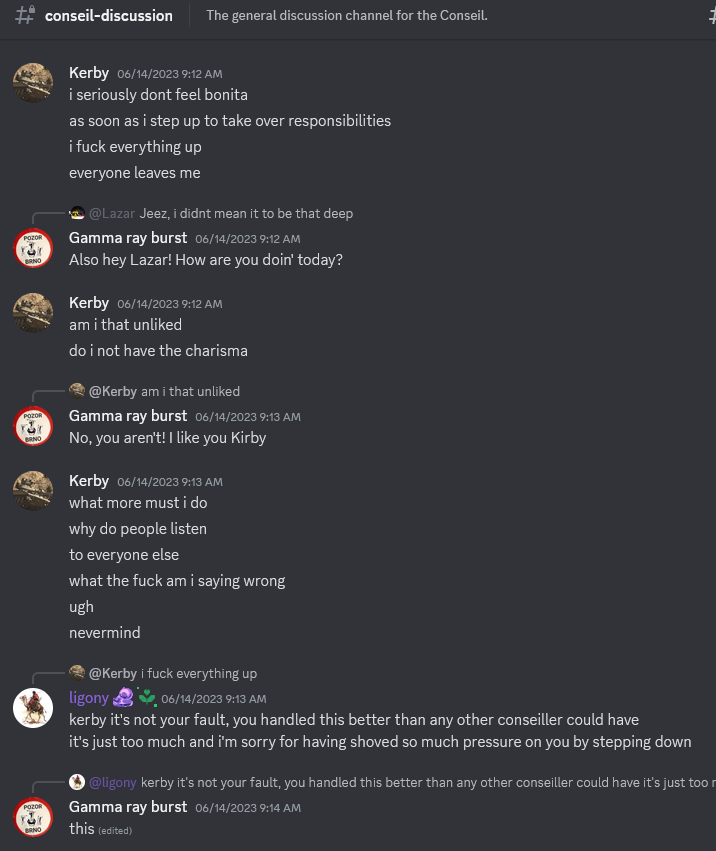 conseil-discussion The general discussion channel for the Conseil.
Kerby 06/14/2023 9:12 AM
i seriously dont feel bonita
as soon as i step up to take over responsibilities
i fuck everything up
everyone leaves me
@Lazar Jeez, i didnt mean it to be that deep
Gamma ray burst 06/14/2023 9:12 AM
Also hey Lazar! How are you doin' today?
Kerby 06/14/2023 9:12 AM
am i that unliked
do i not have the charisma
@Kerby am i that unliked
Gamma ray burst 06/14/2023 9:13 AM
No, you aren't! I like you Kirby
Kerby 06/14/2023 9:13 AM
what more must i do
why do people listen
to everyone else
what the fuck am i saying wrong
ugh
nevermind
@Kerby i fuck everything up
ligony 06/14/2023 9:13 AM
kerby it's not your fault, you handled this better than any other conseiller could have
it's just too much and i'm sorry for having shoved so much pressure on you by stepping down
@ligony kerby it's not your fault, you handled this better than any other conseiller could have it's just too
Gamma ray burst 06/14/2023 9:14 AM
this (edited)
POZOR
BRNO
POZOR
BRNO
POZOR
BRNO